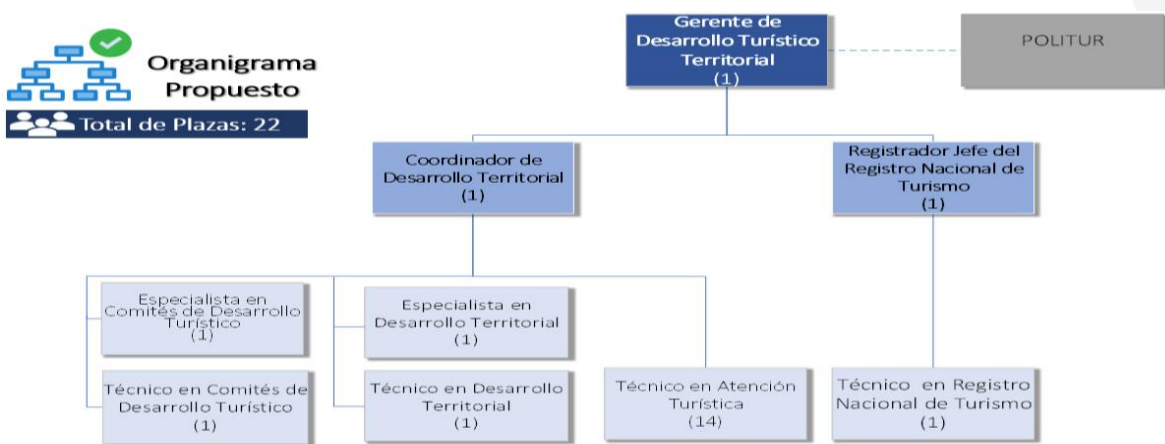 Organigrama
Propuesto
Total de Plazas: 22
Gerente de
Desarrollo Turístico
Territorial
(1)
POLITUR
Coordinador de
Desarrollo Territorial
(1)
Registrador Jefe del
Registro Nacional de
Turismo
(1)
Especialista en
Comités de Desarrollo
Turístico
(1)
Especialista en
Desarrollo Territorial
(1)
Técnico en Comités de
Desarrollo Turístico
(1)
Técnico en Desarrollo
Territorial
(1)
Técnico en Atención
Turística
(14)
Técnico en Registro
Nacional de Turismo
(1)